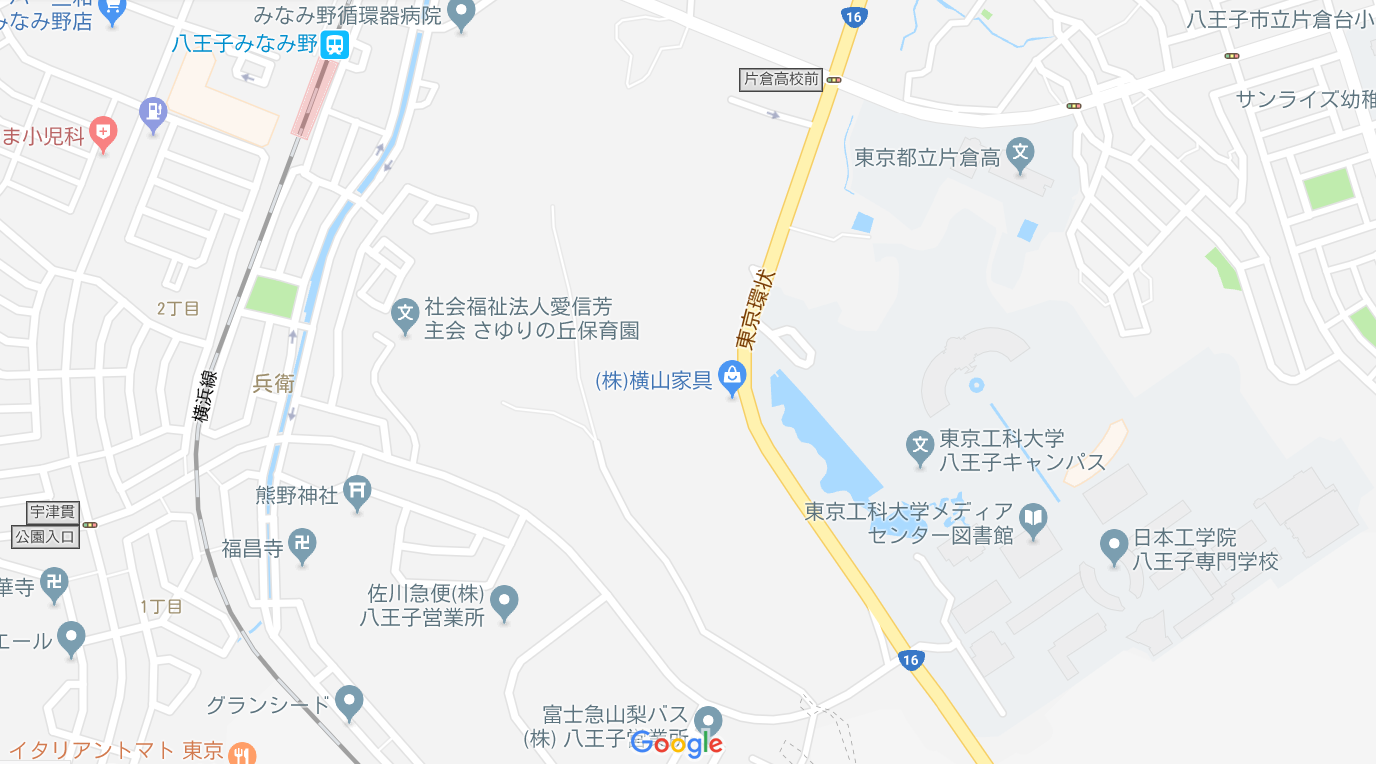 みなみ野店
みなみ野循環器病院
16
八王子市立片倉台小
八王子みなみ野
片倉高校前
サンライズ幼稚
ま小児科
東京都立片倉高
2丁目
社会福祉法人愛信芳
主会 さゆりの丘保育園
東京環状
兵衛
横浜線
(株)横山家具
東京工科大学
八王子キャンパス
熊野神社
宇津貫
公園入口
東京工科大学メディア
センター図書館
福昌寺
日本工学院
八王子専門学校
華寺
佐川急便(株)
八王子営業所
1丁目
エール
16
グランシード
富士急山梨バス
(株) 八王子営業所
Google
イタリアントマト 東京